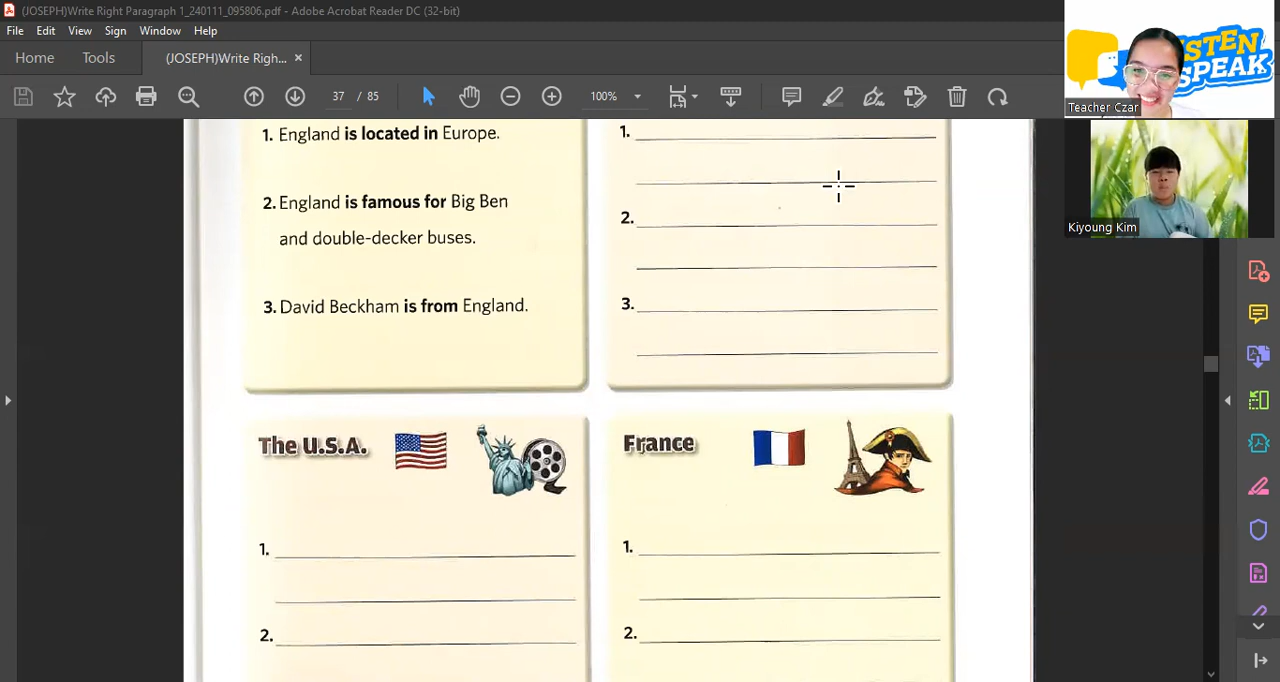 (JOSEPH)Write Right Paragraph 1_240111_095806.pdf - Adobe Acrobat Reader DC (32-bit)
File Edit View Sign Window Help
Home Tools (JOSEPH)Write Righ... ×
37 / 85 100%
1. England is located in Europe.
2. England is famous for Big Ben
and double-decker buses.
3. David Beckham is from England.
1.
2.
3.
The U.S.A.
1.
2.
France
1.
2.
SPEAK
Teacher Czar
Kiyoung Kim